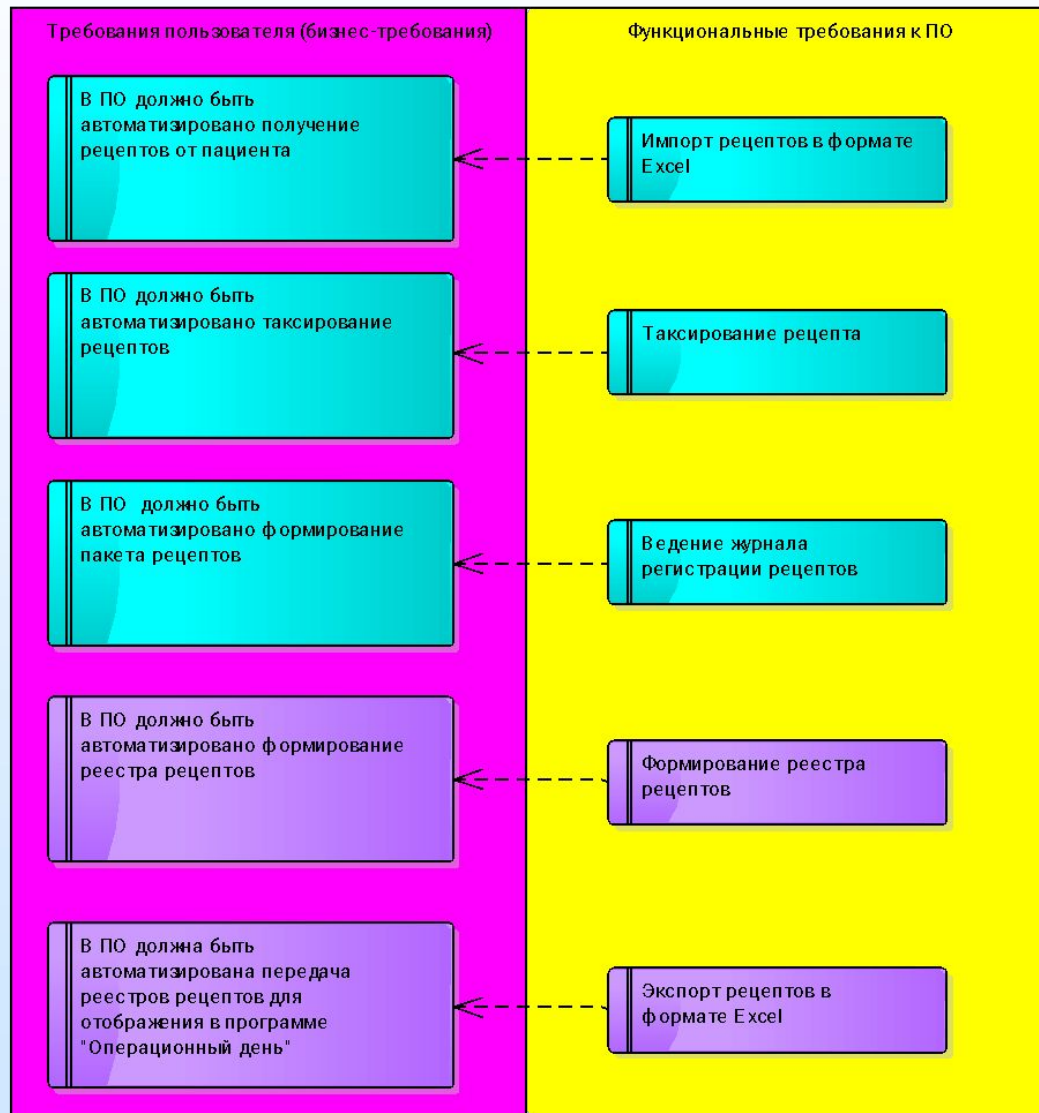 Требования пользователя (бизнес-требования)
Функциональные требования к ПО
В ПО должно быть
автоматизировано получение
рецептов от пациента
Импорт рецептов в формате
Excel
В ПО должно быть
автоматизировано таксирование
рецептов
Таксирование рецепта
В ПО должно быть
автоматизировано формирование
пакета рецептов
Ведение журнала
регистрации рецептов
В ПО должно быть
автоматизировано формирование
реестра рецептов
Формирование реестра
рецептов
В ПО должна быть
автоматизирована передача
реестров рецептов для
отображения в программе
"Операционный день"
Экспорт рецептов в
формате Excel